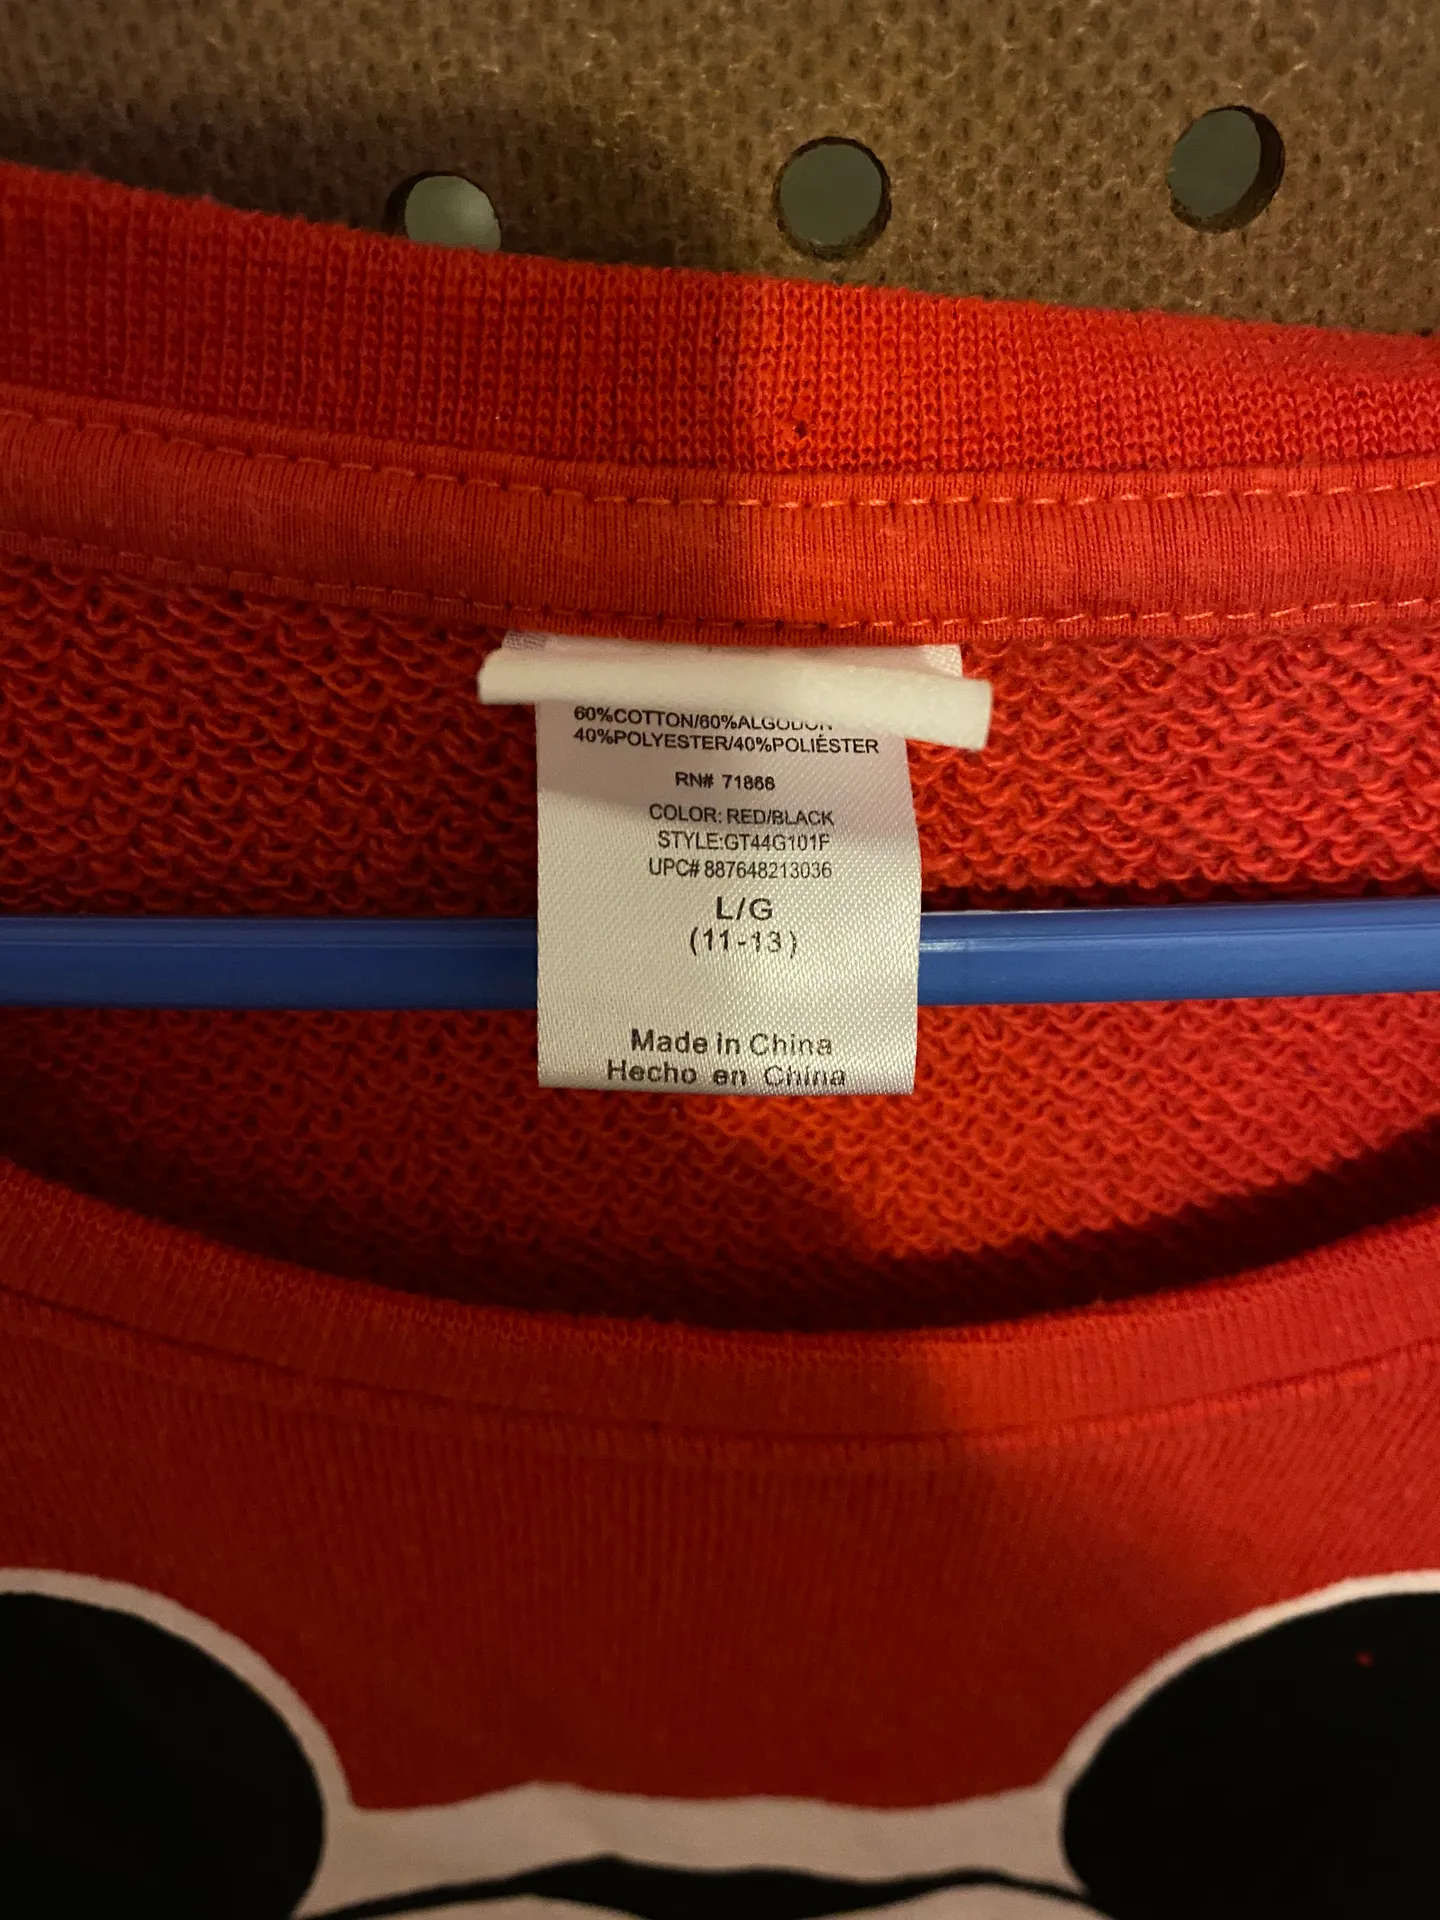 60%COTTON/60%ALGODON
40%POLYESTER/40%POLIÉSTER
RN# 71866
COLOR: RED/BLACK
STYLE:GT44G101F
UPC# 887648213036
L/G
(11-13)
Made in China
Hecho en China